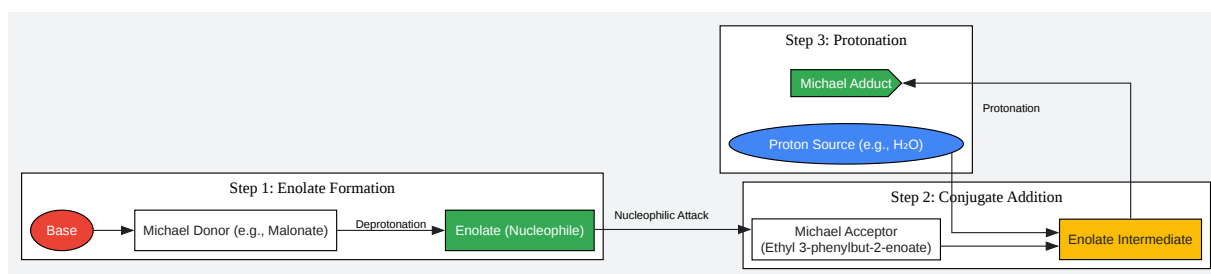 Step 3: Protonation
Michael Adduct
Protonation
Proton Source (e.g., H₂O)
Step 1: Enolate Formation
Base
Michael Donor (e.g., Malonate)
Deprotonation
Enolate (Nucleophile)
Nucleophilic Attack
Step 2: Conjugate Addition
Michael Acceptor
(Ethyl 3-phenylbut-2-enoate)
Enolate Intermediate